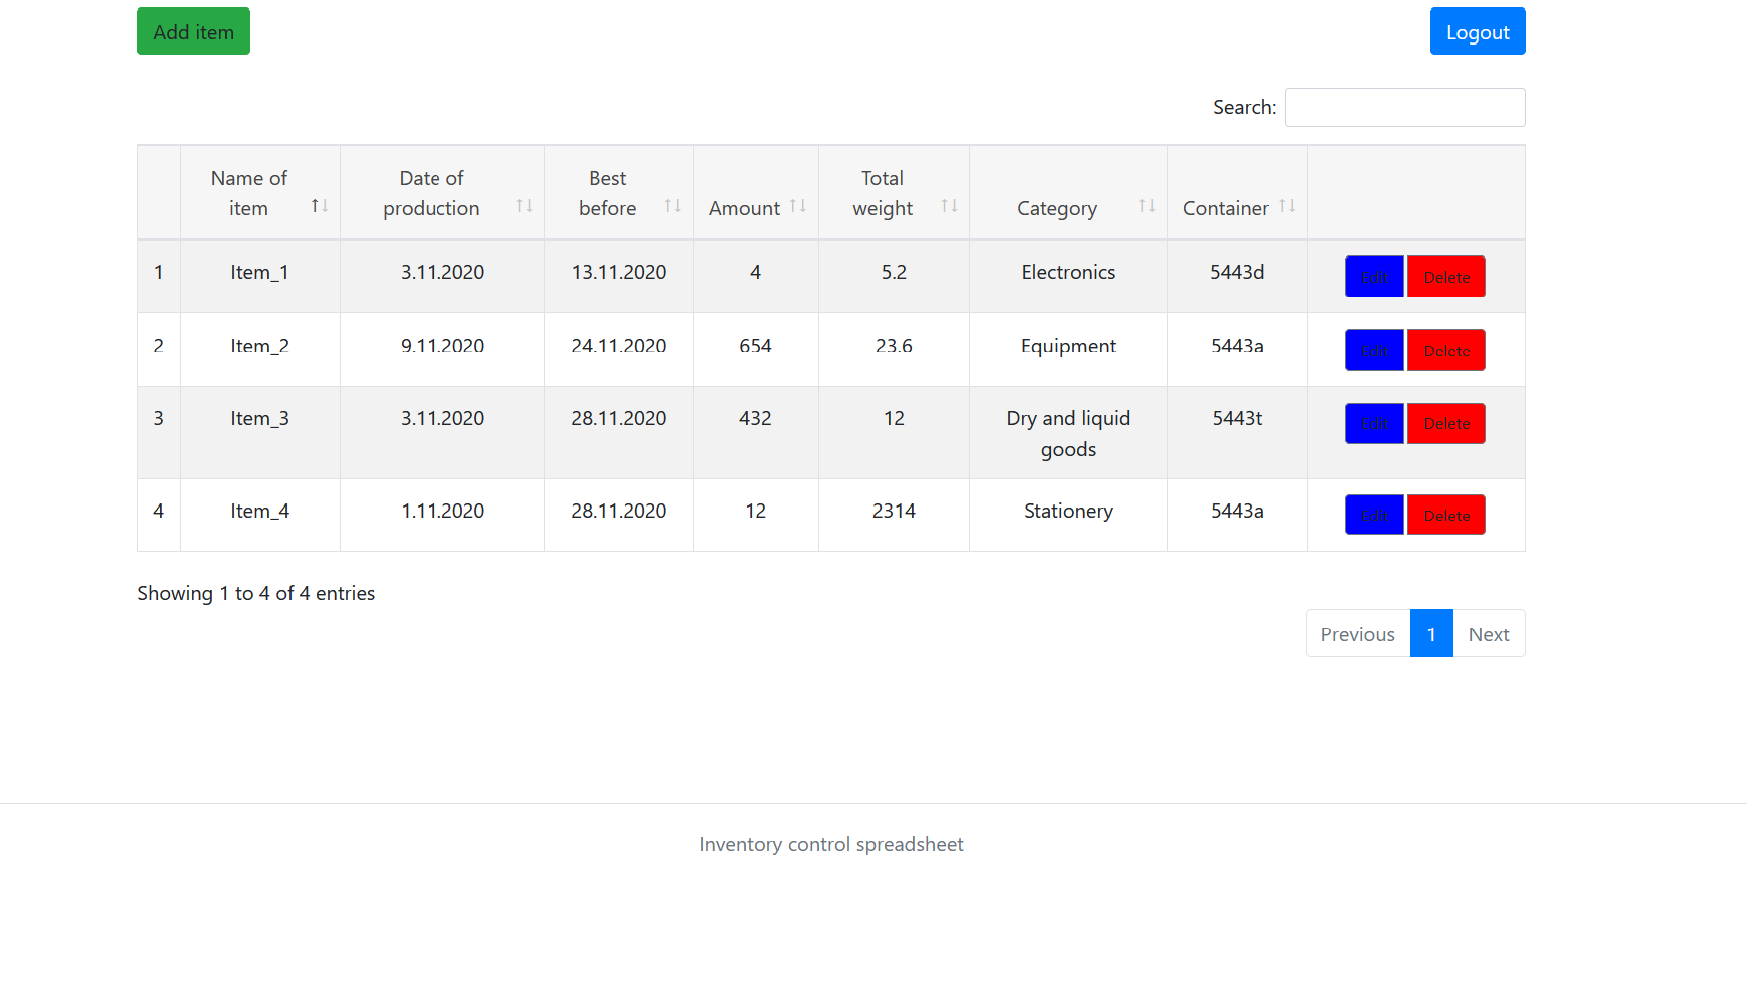 Add item
Logout
Search:
Name of item
Date of production
Best before
Amount
Total weight
Category
Container
1 Item_1 3.11.2020 13.11.2020 4 5.2 Electronics 5443d Edit Delete
2 Item_2 9.11.2020 24.11.2020 654 23.6 Equipment 5443a Edit Delete
3 Item_3 3.11.2020 28.11.2020 432 12 Dry and liquid goods 5443t Edit Delete
4 Item_4 1.11.2020 28.11.2020 12 2314 Stationery 5443a Edit Delete
Showing 1 to 4 of 4 entries
Previous 1 Next
Inventory control spreadsheet